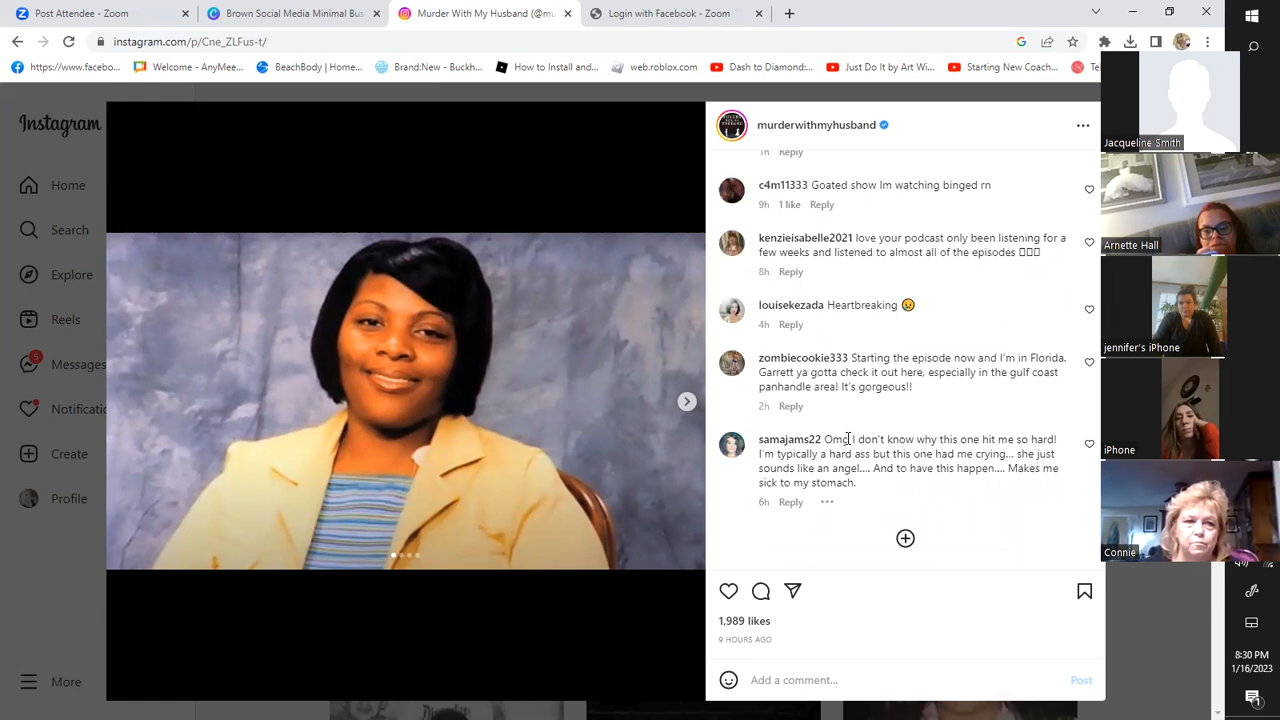 Post Attendee - Zoom
Brown Social Media Minimal Bus
Murder With My Husband (@mu
Login with Facebook - Zoom
instagram.com/p/Cne_ZLFus-t/
https://www.facebo...
Welcome - AnyMee...
BeachBody | Home...
Brand:New - Buckh...
How to Install and...
web.roblox.com
Dash to Diamond:...
Just Do It by Art Wi...
Starting New Coach...
Instagram
Home
Search
Explore
Reels
5
Messages
Notificatio
Create
Profile
More
murderwithmyhusband
1h Reply
c4m11333 Goated show Im watching binged rn
9h 1 like Reply
kenzieisabelle2021 love your podcast only been listening for a
few weeks and listened to almost all of the episodes
8h Reply
louisekezada Heartbreaking 😢
4h Reply
zombiecookie333 Starting the episode now and I'm in Florida.
Garrett ya gotta check it out here, especially in the gulf coast
panhandle area! It's gorgeous!!
2h Reply
samajams22 Omg I don't know why this one hit me so hard!
I'm typically a hard ass but this one had me crying... she just
sounds like an angel.... And to have this happen.... Makes me
sick to my stomach.
6h Reply
1,989 likes
9 HOURS AGO
Add a comment...
Post
Jacqueline Smith
Arnette Hall
jennifer's iPhone
iPhone
Connie
8:30 PM
1/16/2023
1